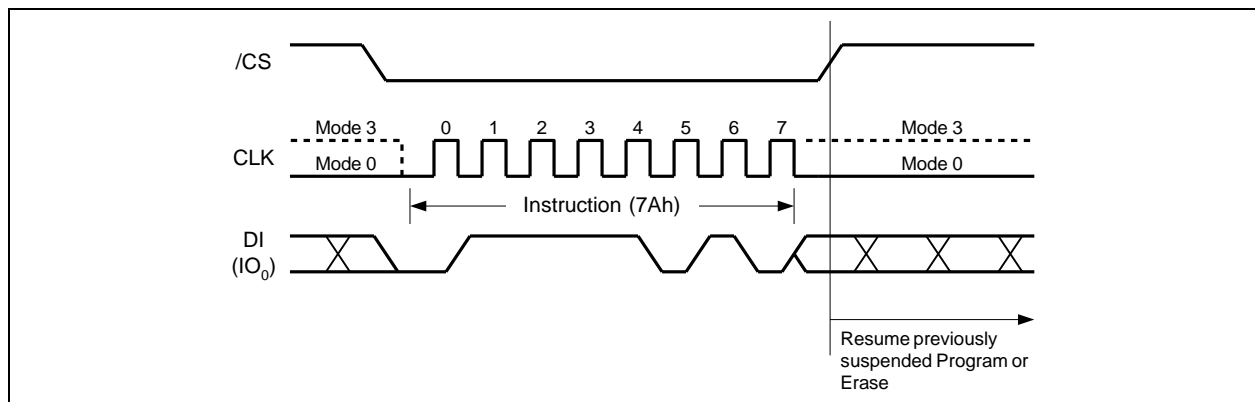 /CS
Mode 3
0 1 2 3 4 5 6 7
Mode 3
CLK
Mode 0
Mode 0
Instruction (7Ah)
DI
(IO₀)
Resume previously
suspended Program or
Erase